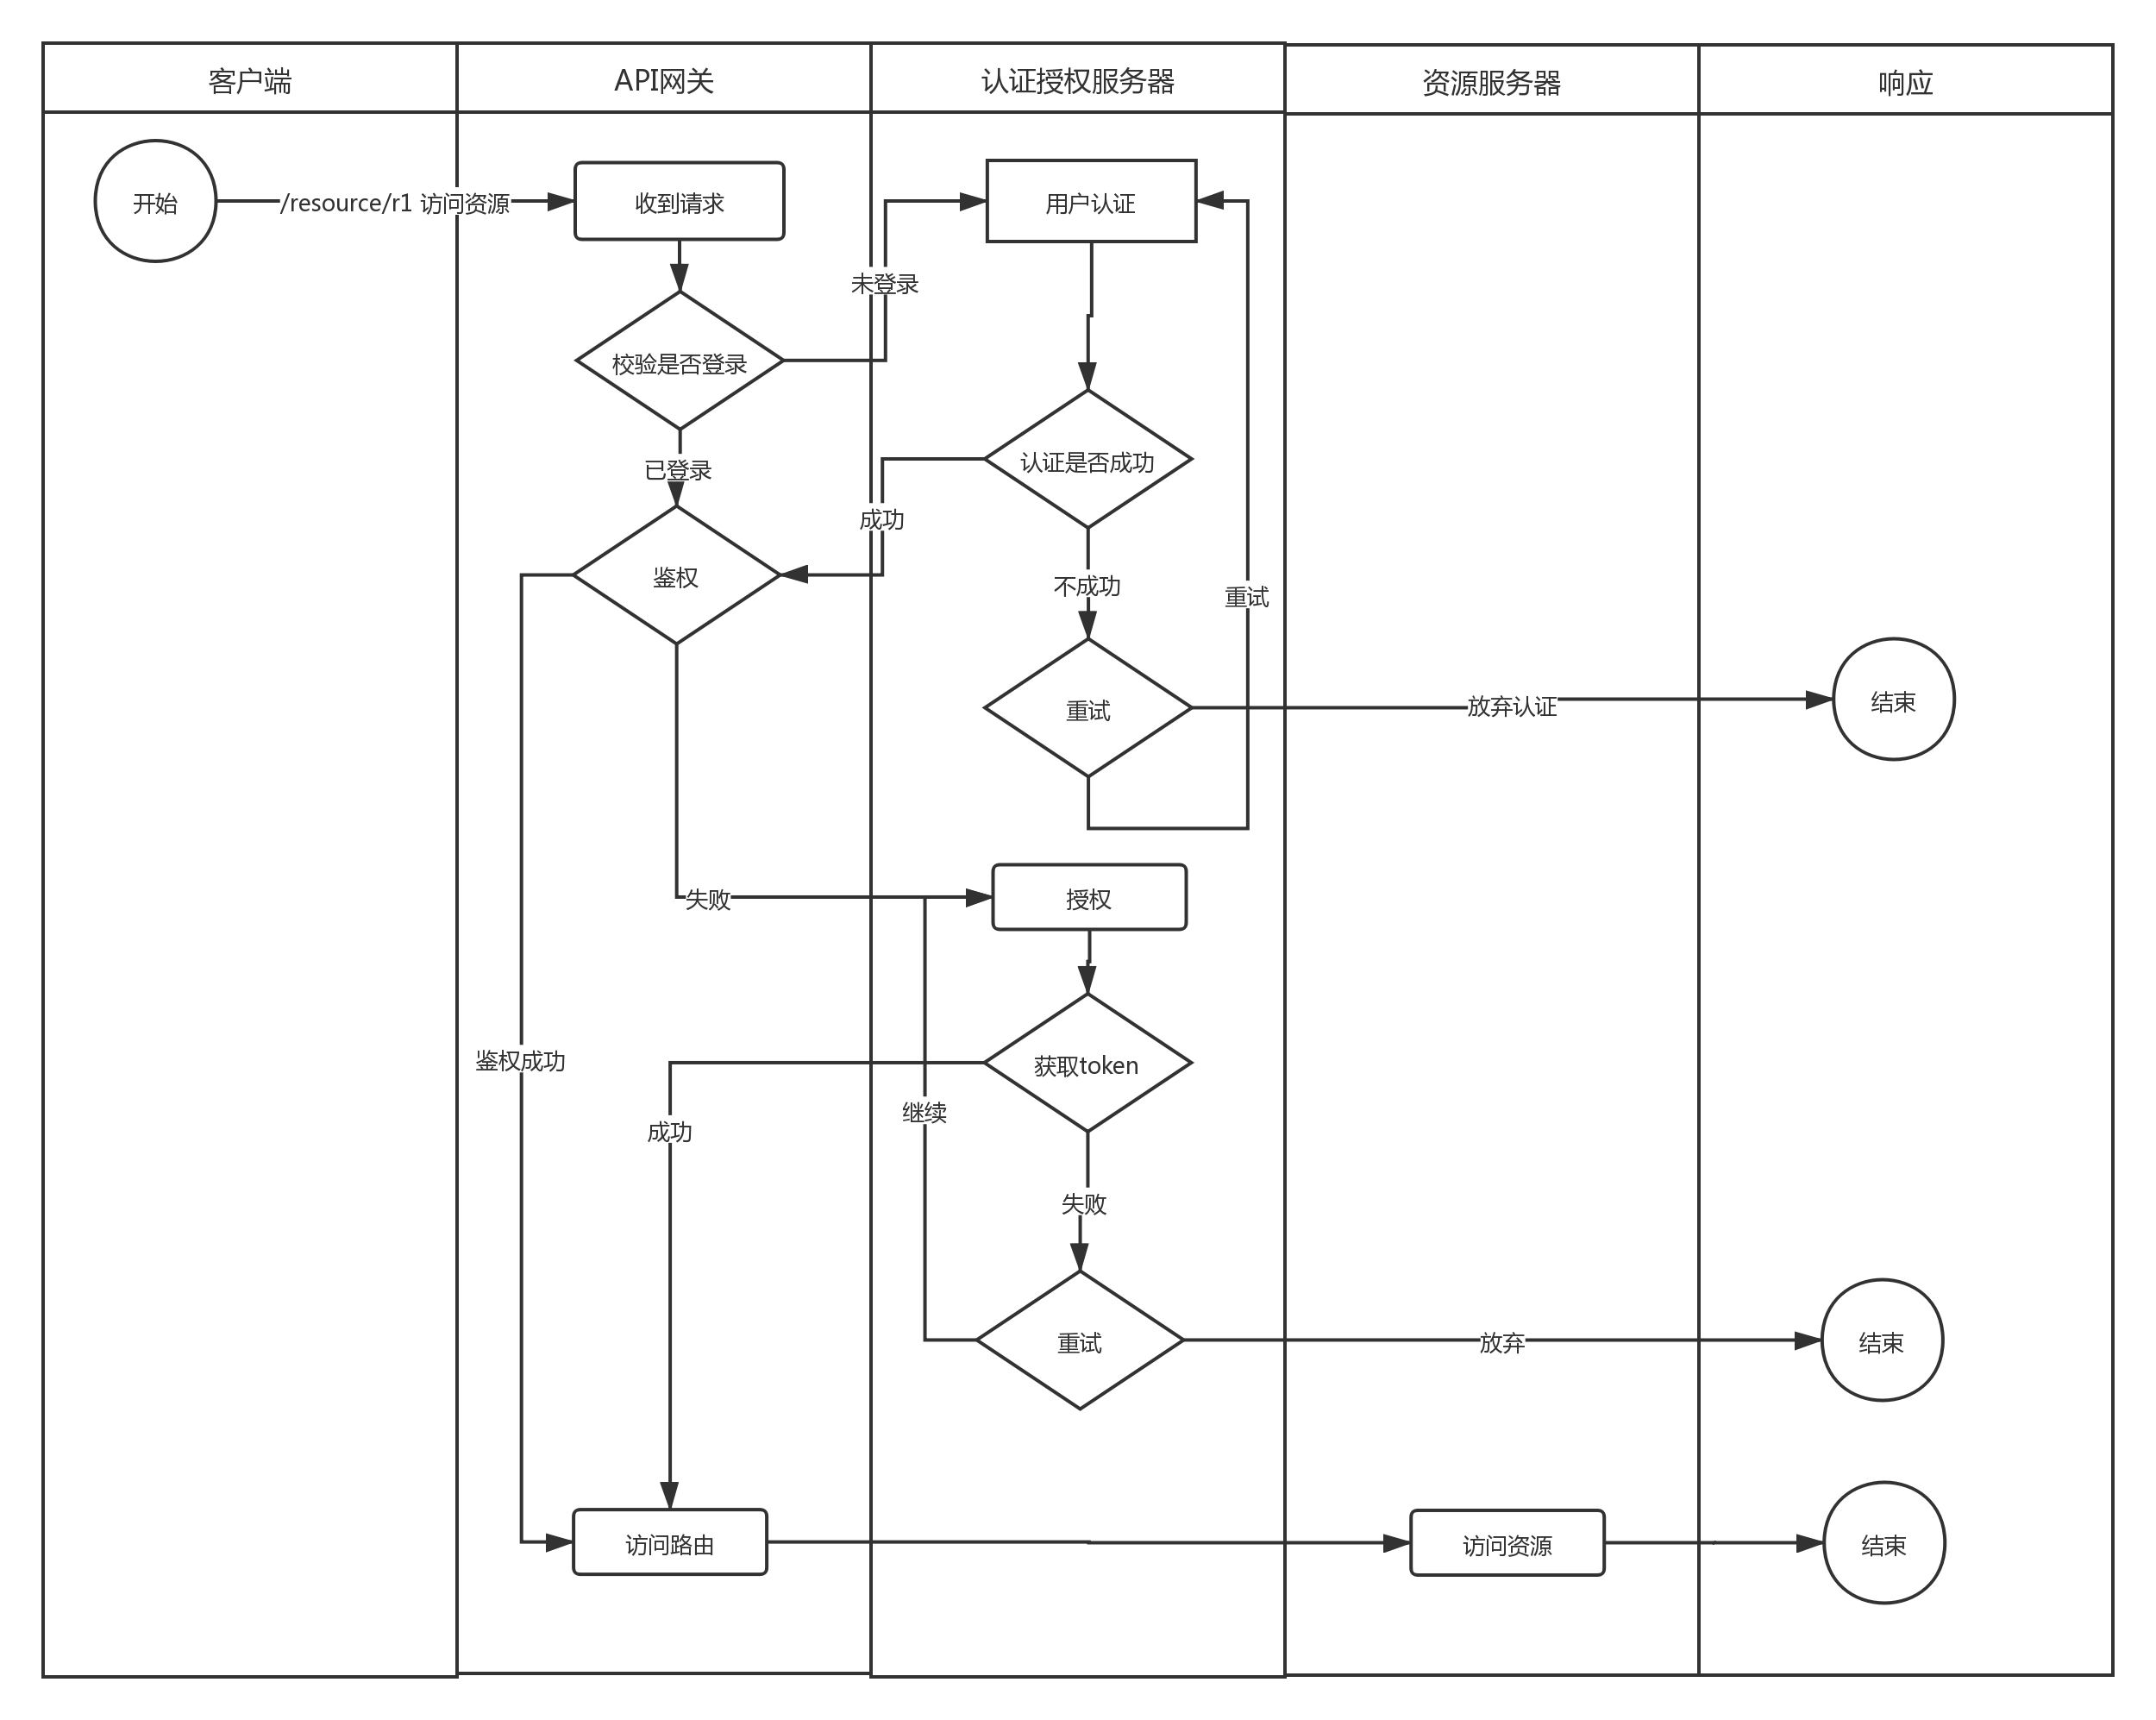 客户端
API网关
认证授权服务器
资源服务器
响应
开始
/resource/r1 访问资源
收到请求
用户认证
未登录
校验是否登录
已登录
认证是否成功
成功
鉴权
不成功
重试
重试
放弃认证
结束
失败
授权
鉴权成功
获取token
继续
成功
失败
重试
放弃
结束
访问路由
访问资源
结束